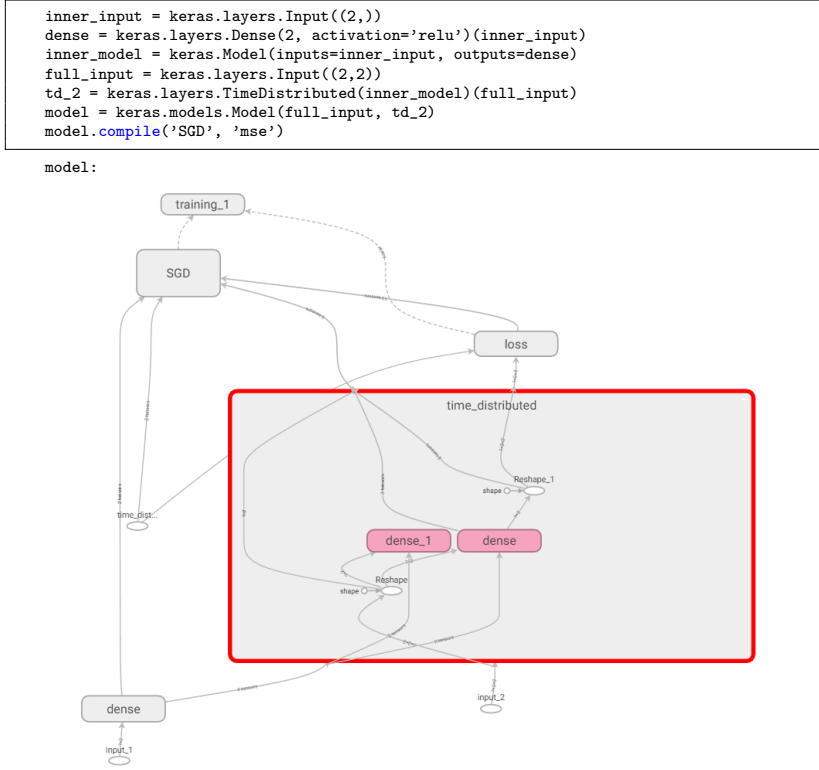 inner_input = keras.layers.Input((2,))
dense = keras.layers.Dense(2, activation='relu')(inner_input)
inner_model = keras.Model(inputs=inner_input, outputs=dense)
full_input = keras.layers.Input((2,2))
td_2 = keras.layers.TimeDistributed(inner_model)(full_input)
model = keras.models.Model(full_input, td_2)
model.compile('SGD', 'mse')
model:
training_1
SGD
loss
time_distributed
Reshape_1
shape
time_dist...
dense_1
dense
Reshape
shape
input_2
dense
input_1